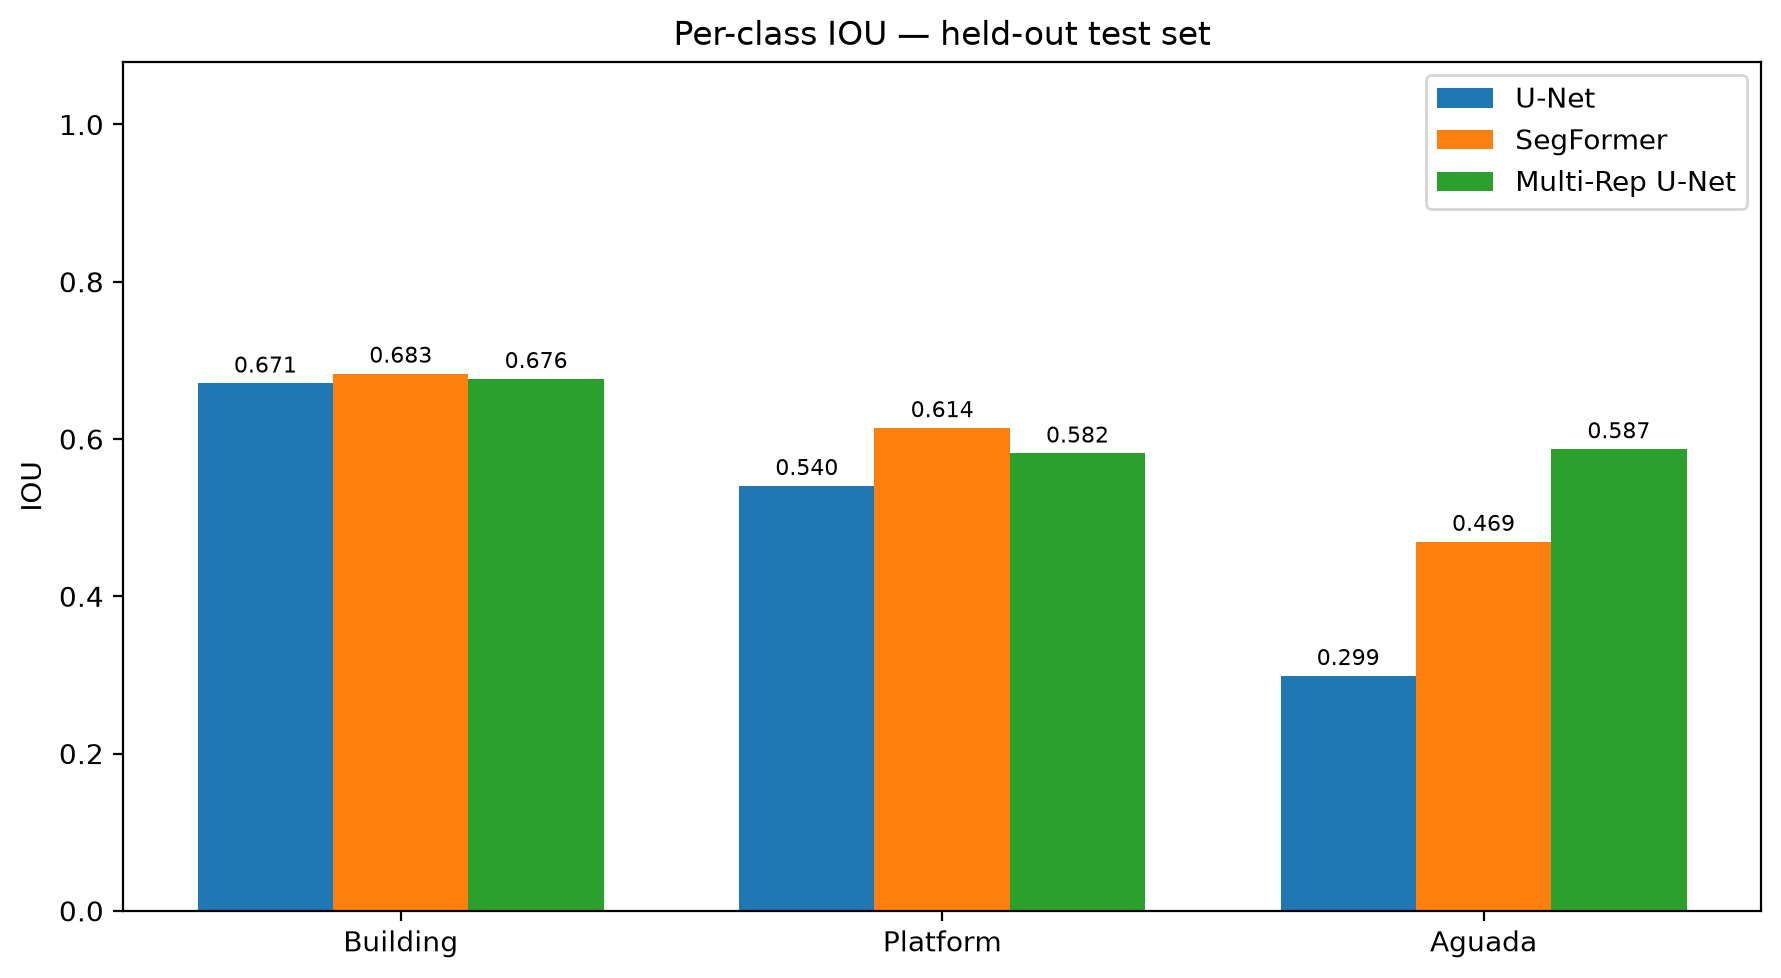 Per-class IOU — held-out test set
U-Net
SegFormer
Multi-Rep U-Net
IOU
1.0
0.8
0.6
0.4
0.2
0.0
0.671
0.683
0.676
0.540
0.614
0.582
0.299
0.469
0.587
Building
Platform
Aguada